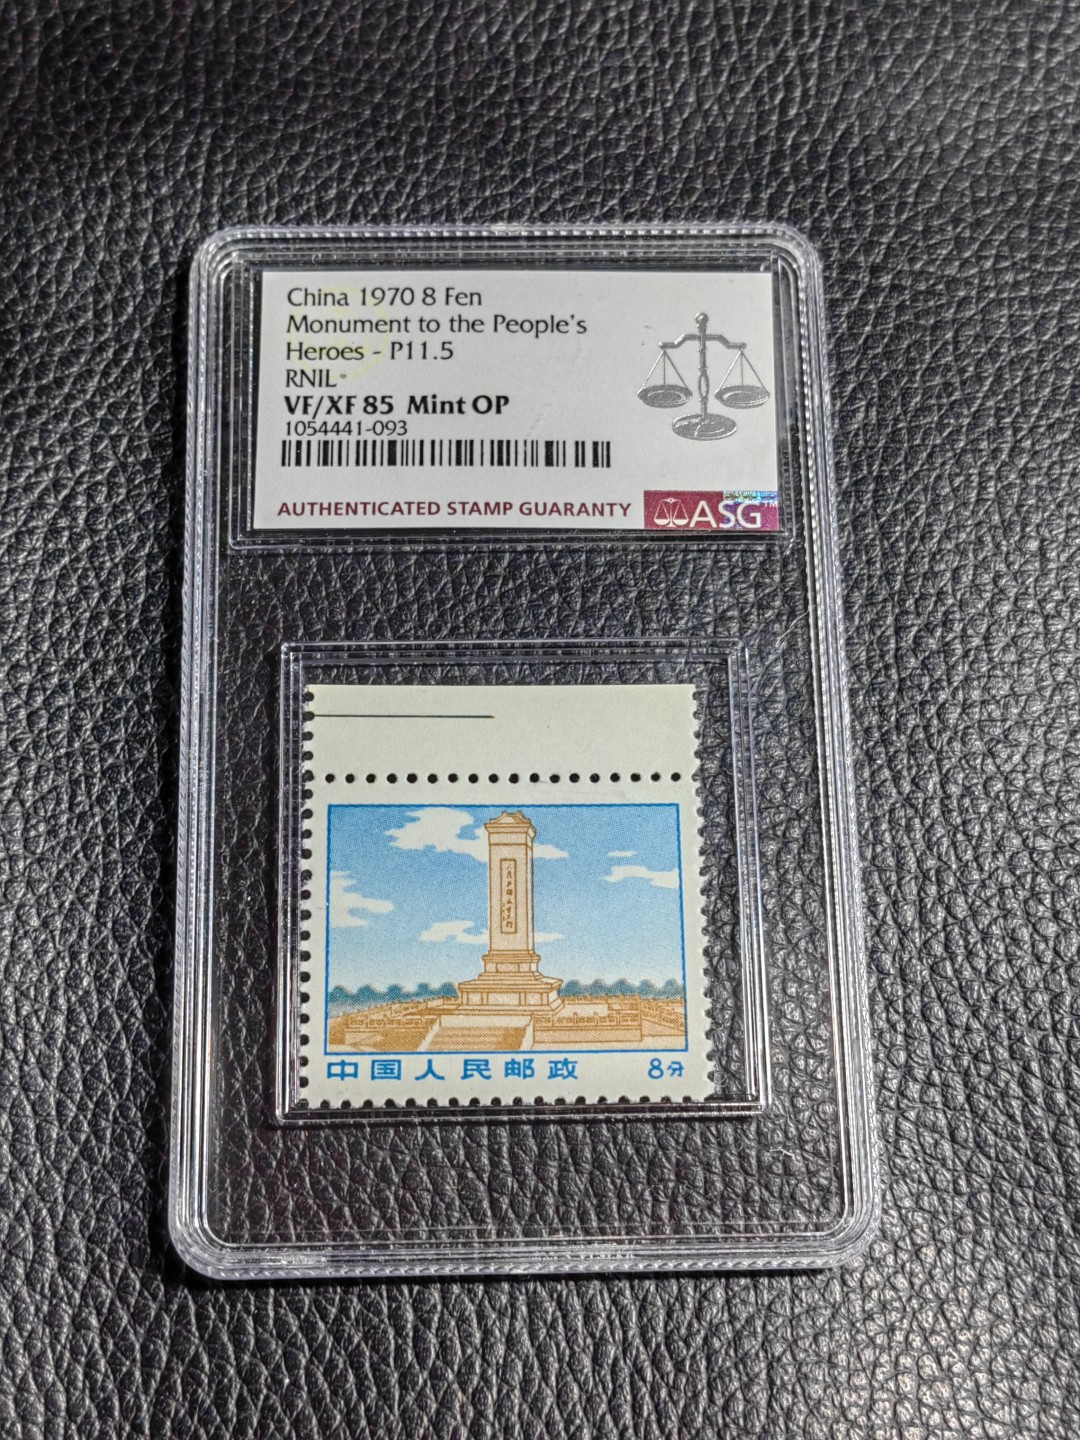 China 1970 8 Fen
Monument to the People's
Heroes - P11.5
RNIL
VF/XF 85 Mint OP
1054441-093
AUTHENTICATED STAMP GUARANTY
ASG™
中国人民邮政 8分